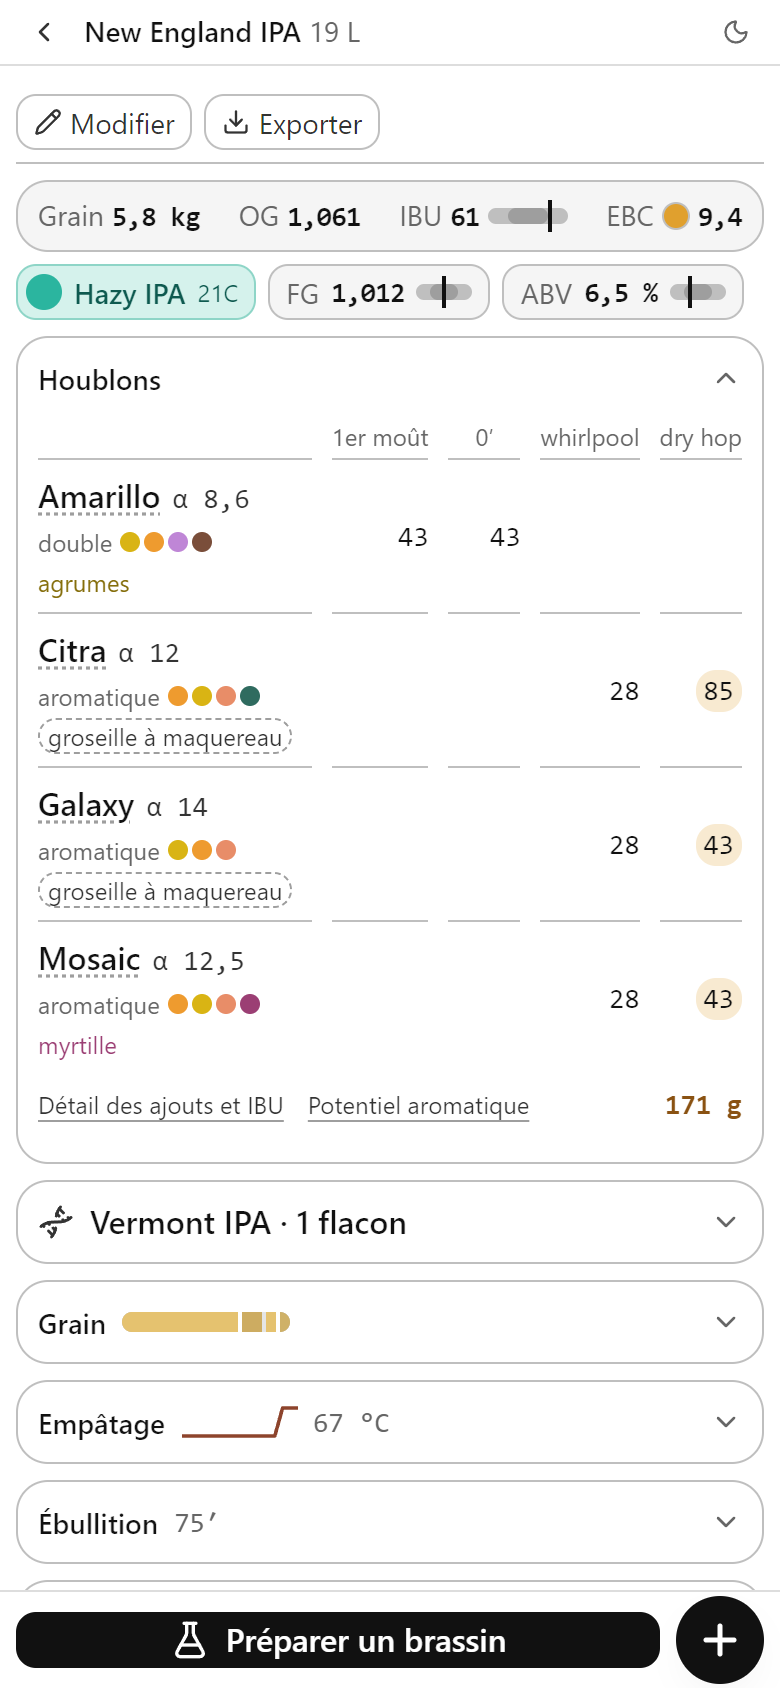 New England IPA 19 L
Modifier Exporter
Grain 5,8 kg OG 1,061 IBU 61 EBC 9,4
Hazy IPA 21C FG 1,012 ABV 6,5 %
Houblons
1er moût 0′ whirlpool dry hop
Amarillo α 8,6
double 43 43
agrumes
Citra α 12
aromatique 28 85
groseille à maquereau
Galaxy α 14
aromatique 28 43
groseille à maquereau
Mosaic α 12,5
aromatique 28 43
myrtille
Détail des ajouts et IBU Potentiel aromatique 171 g
Vermont IPA · 1 flacon
Grain
Empâtage 67 °C
Ébullition 75′
Préparer un brassin